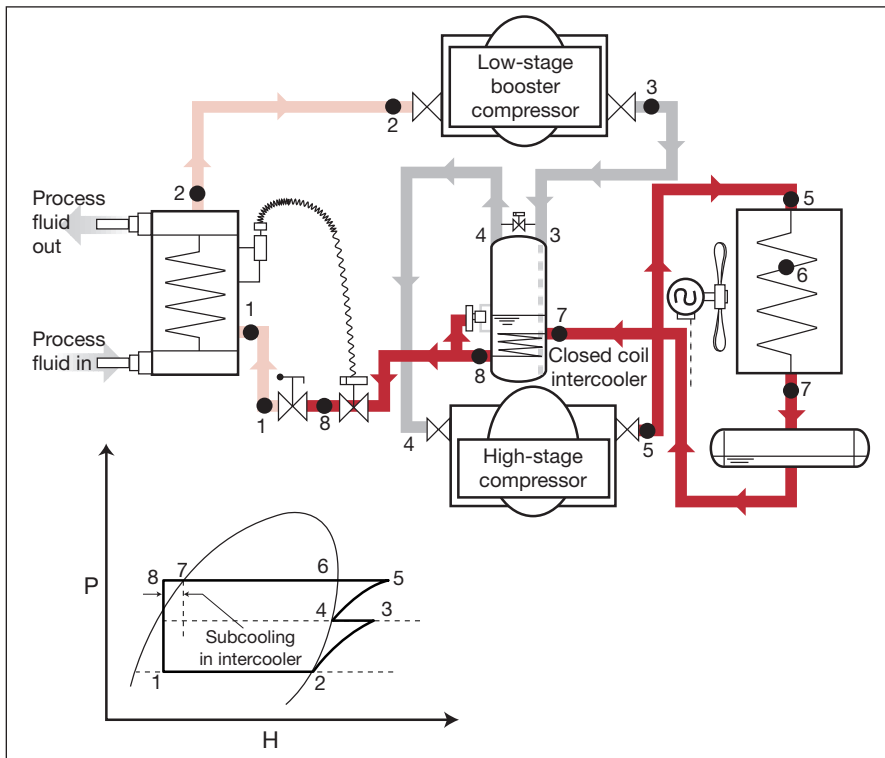 Low-stage
booster
compressor
3
2
2
5
Process
fluid
out
4
3
6
1
7
Process
fluid in
Closed coil
intercooler
8
7
1
8
4
5
High-stage
compressor
P
8
7
6
5
4
3
Subcooling
in intercooler
1
2
H